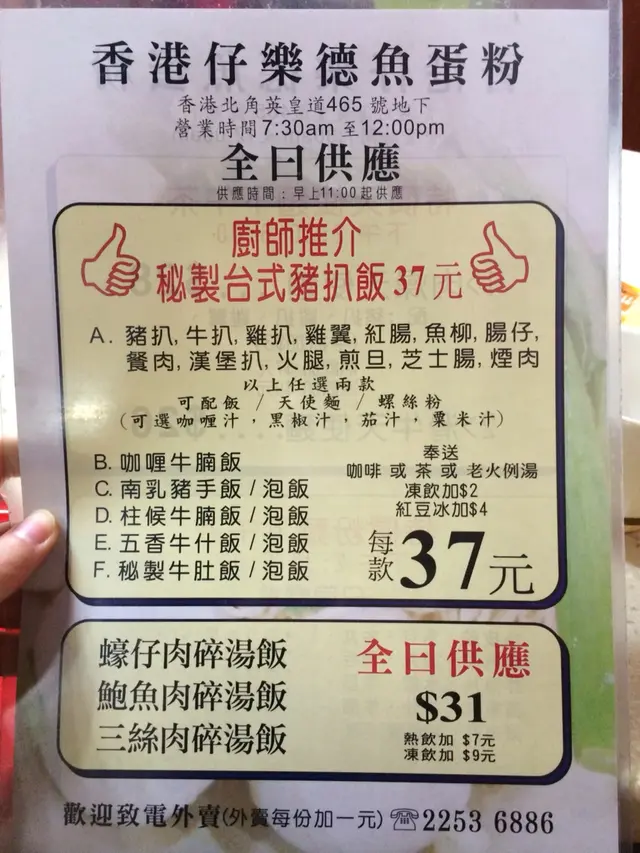 香港仔樂德魚蛋粉
香港北角英皇道465號地下
營業時間7:30am 至12:00pm
全日供應
供應時間：早上11:00起供應
廚師推介
秘製台式豬扒飯 37 元
A. 豬扒, 牛扒, 雞扒, 雞翼, 紅腸, 魚柳, 腸仔,
餐肉, 漢堡扒, 火腿, 煎旦, 芝士腸, 煙肉
以上任選兩款
可配飯 / 天使麵 / 螺絲粉
(可選咖喱汁，黑椒汁，茄汁，粟米汁)
B. 咖喱牛腩飯
C. 南乳豬手飯 / 泡飯
D. 柱候牛腩飯 / 泡飯
E. 五香牛什飯 / 泡飯
F. 秘製牛肚飯 / 泡飯
奉送
咖啡 或 茶 或 老火例湯
凍飲加$2
紅豆冰加$4
每款 37元
蠔仔肉碎湯飯
鮑魚肉碎湯飯
三絲肉碎湯飯
全日供應
$31
熱飲加 $7元
凍飲加 $9元
歡迎致電外賣(外賣每份加一元) ☎2253 6886